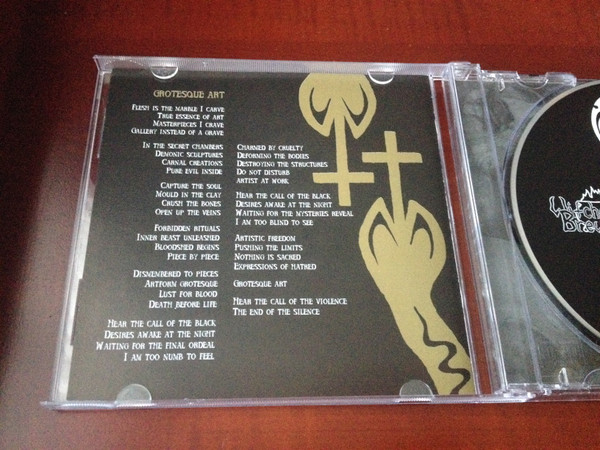 Grotesque Art
Flesh is the marble I carve
True essence of art
Masterpieces I crave
Gallery instead of a grave
In the secret chambers
Demonic sculptures
Carnal creations
Pure evil inside
Capture the soul
Mould in the clay
Crush the bones
Open up the veins
Forbidden rituals
Inner beast unleashed
Bloodshed begins
Piece by piece
Dismembered to pieces
Artform grotesque
Lust for blood
Death before life
Hear the call of the black
Desires awake at the night
Waiting for the final ordeal
I am too numb to feel
Charmed by cruelty
Deforming the bodies
Destroying the structures
Do not disturb
artist at work
Hear the call of the black
Desires awake at the night
Waiting for the mysteries reveal
I am too blind to see
Artistic freedom
Pushing the limits
Nothing is sacred
Expressions of hatred
Grotesque art
Hear the call of the violence
The end of the silence